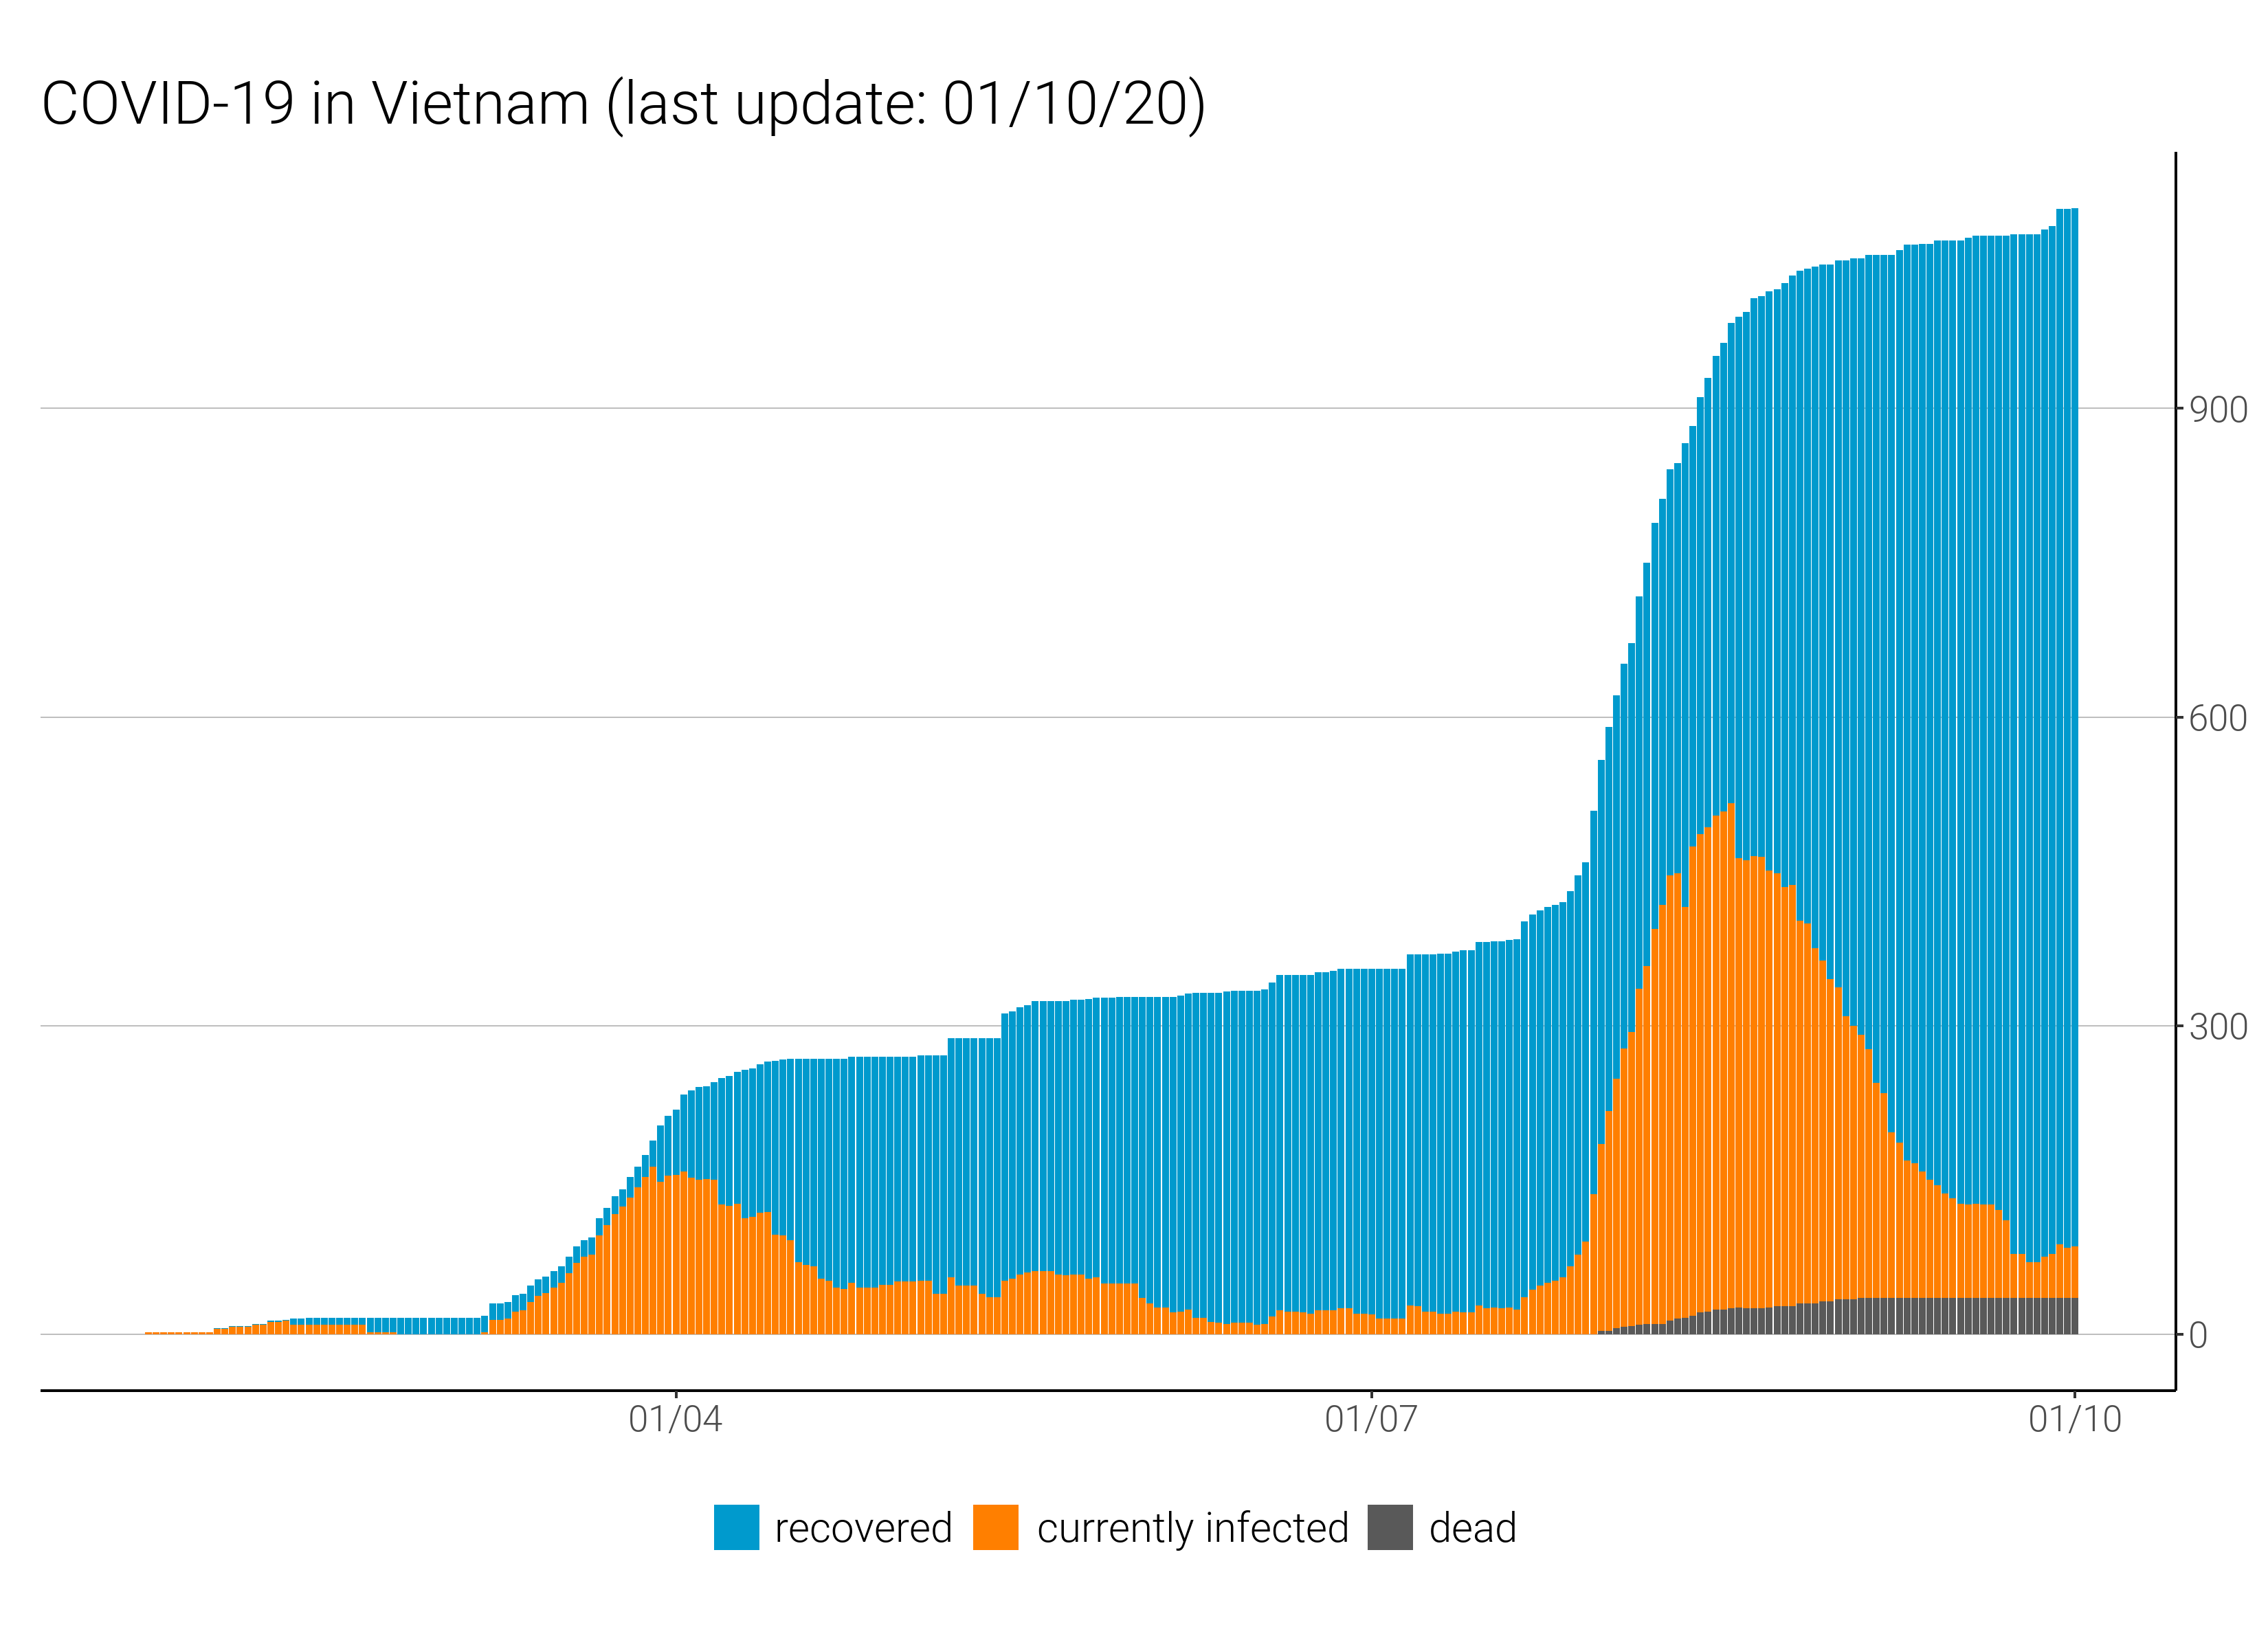 COVID-19 in Vietnam (last update: 01/10/20)
900
600
300
0
01/04 01/07 01/10
recovered currently infected dead